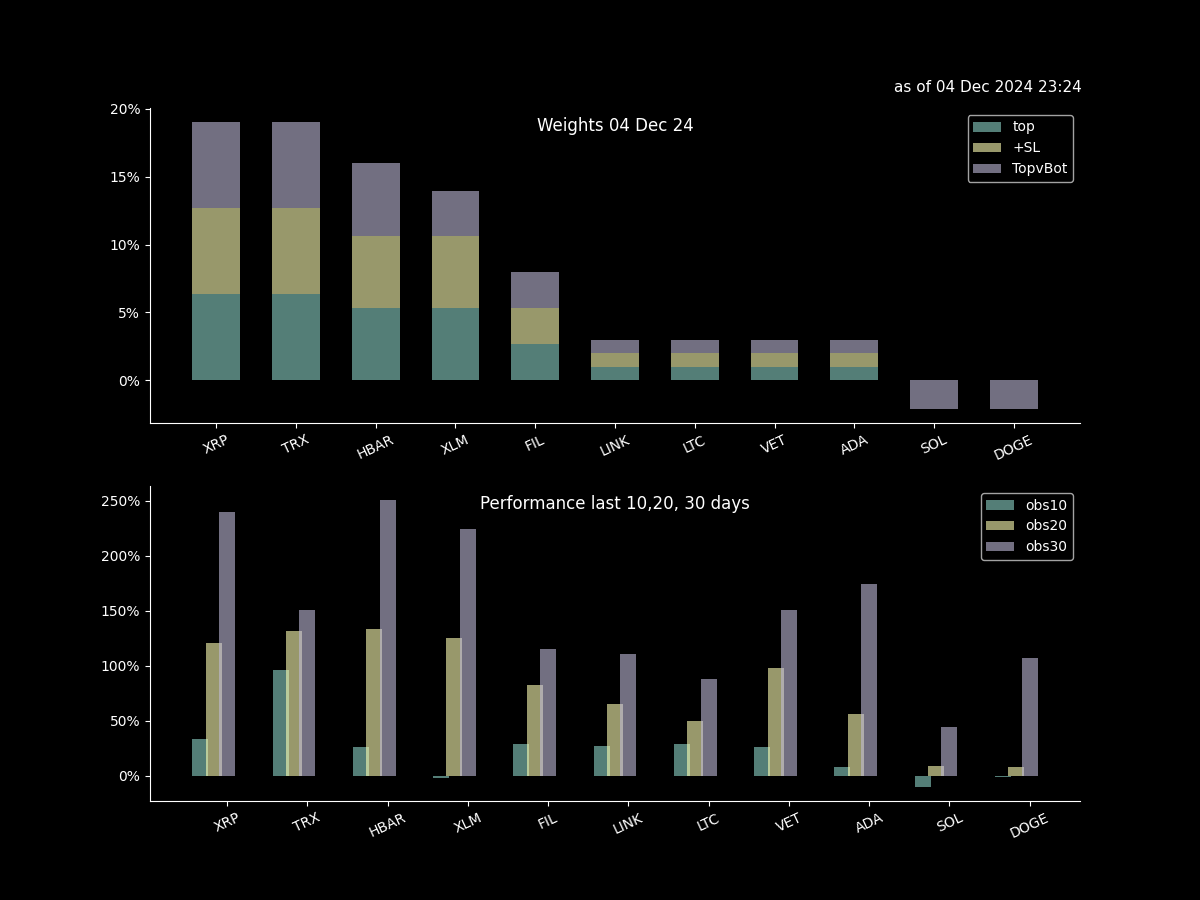 as of 04 Dec 2024 23:24
Weights 04 Dec 24
top
+SL
TopvBot
20%
15%
10%
5%
0%
XRP TRX HBAR XLM FIL LINK LTC VET ADA SOL DOGE
Performance last 10,20, 30 days
obs10
obs20
obs30
250%
200%
150%
100%
50%
0%
XRP TRX HBAR XLM FIL LINK LTC VET ADA SOL DOGE